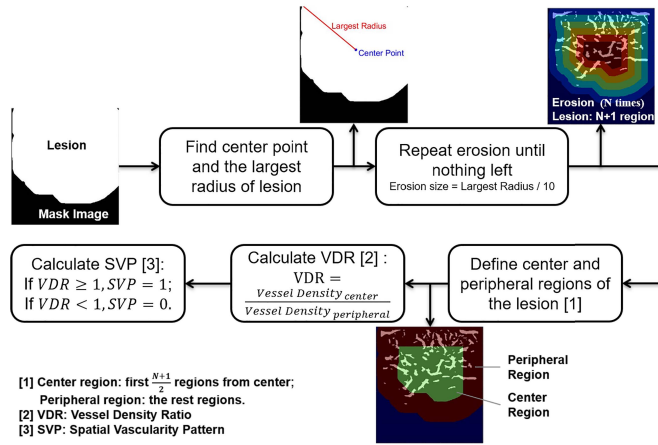 Largest Radius
Center Point
Erosion (N times)
Lesion: N+1 region
Lesion
Mask Image
Find center point
and the largest
radius of lesion
Repeat erosion until
nothing left
Erosion size = Largest Radius / 10
Calculate SVP [3]:
If VDR ≥ 1, SVP = 1;
If VDR < 1, SVP = 0.
Calculate VDR [2] :
VDR =
Vessel Density center
Vessel Density peripheral
Define center and
peripheral regions of
the lesion [1]
Peripheral
Region
Center
Region
[1] Center region: first N+1/2 regions from center;
Peripheral region: the rest regions.
[2] VDR: Vessel Density Ratio
[3] SVP: Spatial Vascularity Pattern